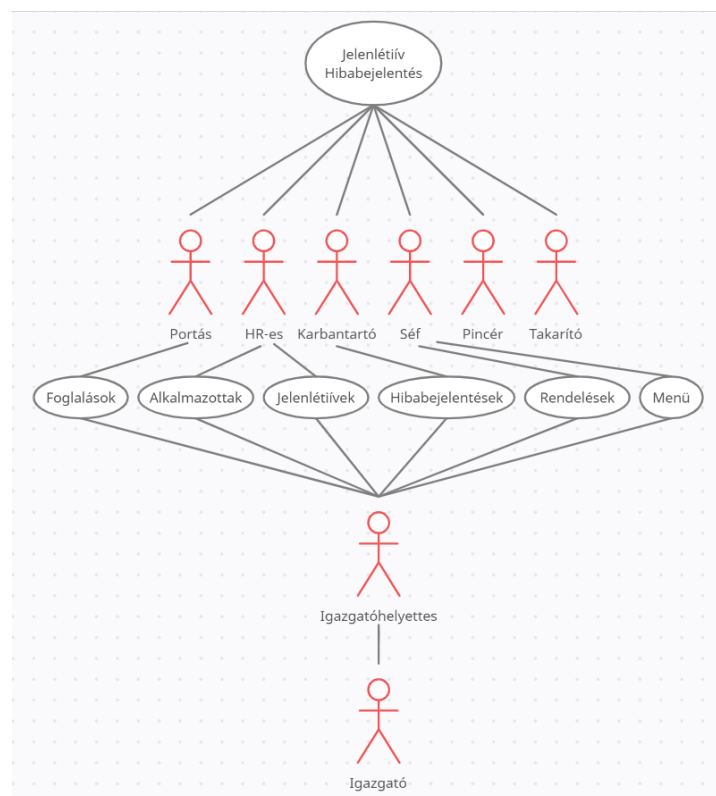 Jelenlétiív
Hibabejelentés
Portás
HR-es
Karbantartó
Séf
Pincér
Takarító
Foglalások
Alkalmazottak
Jelenlétiívek
Hibabejelentések
Rendelések
Menü
Igazgatóhelyettes
Igazgató